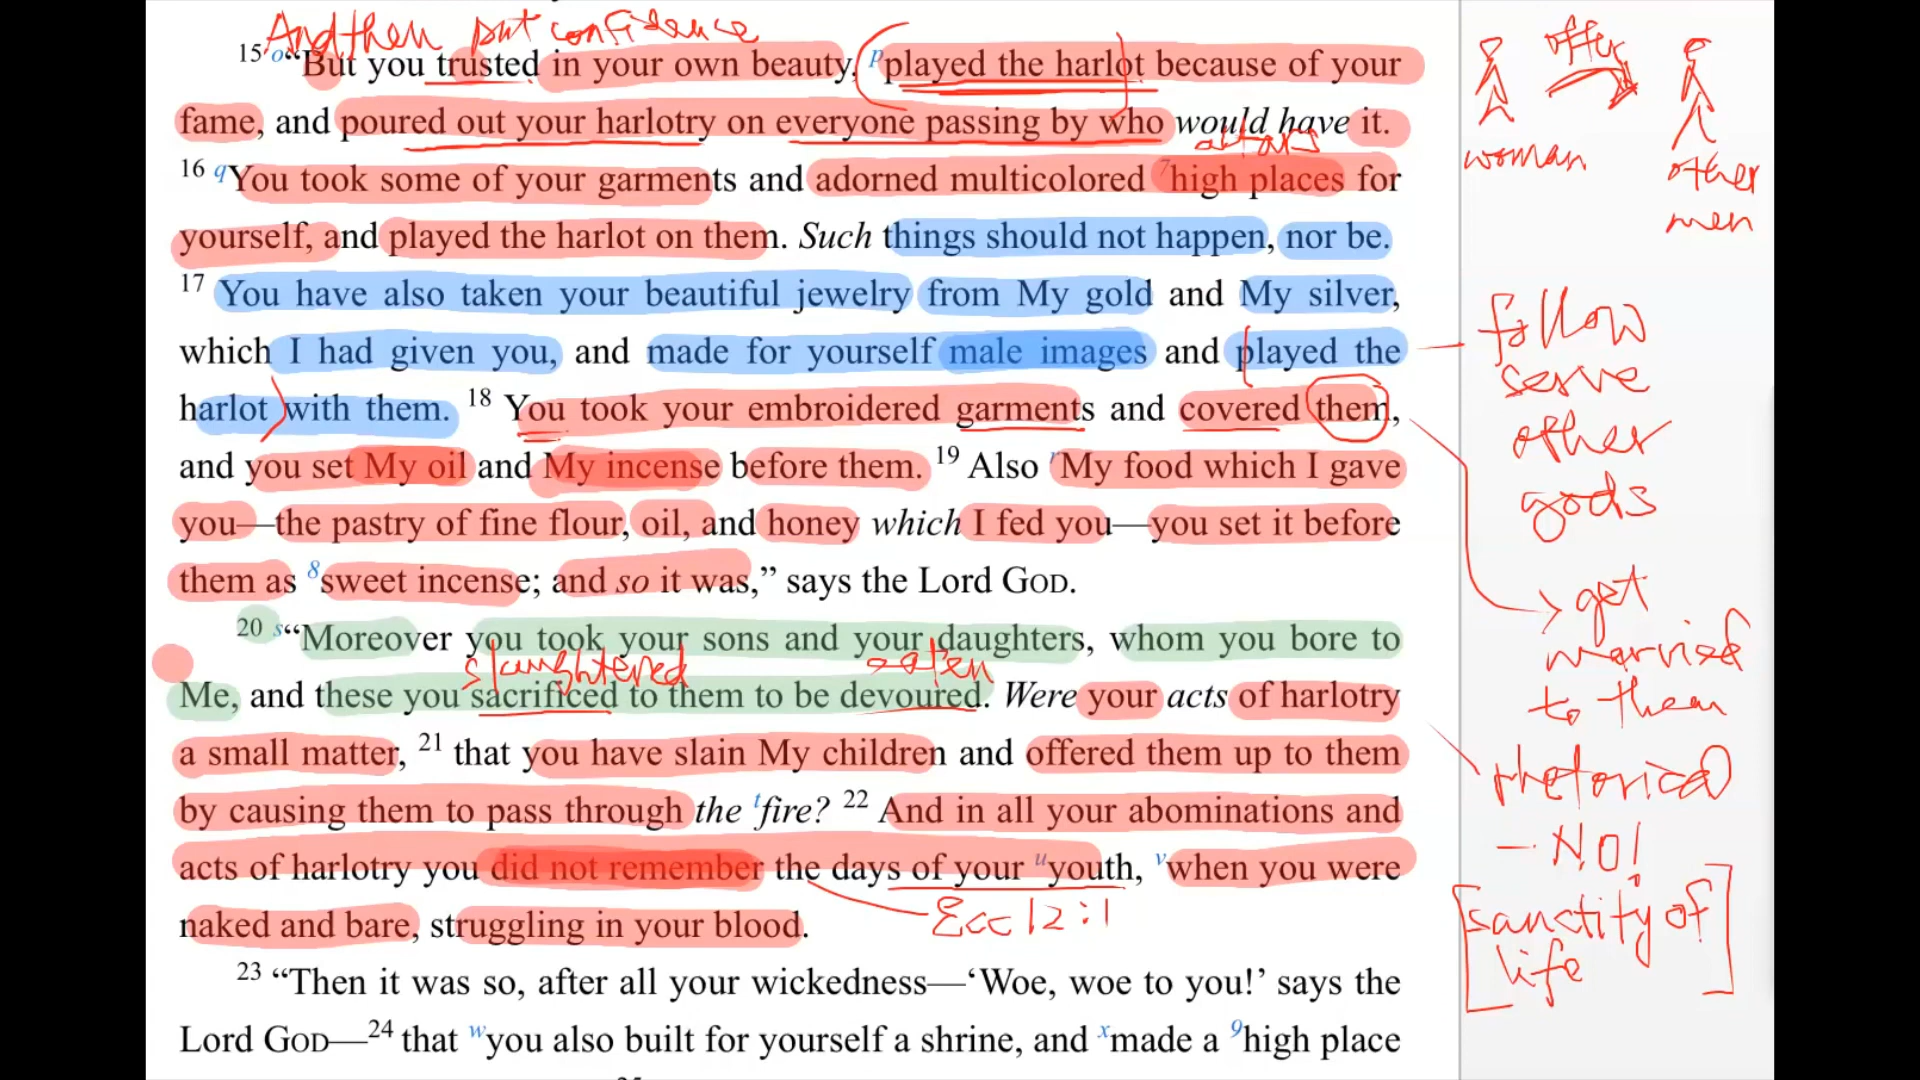 And then put confidence
15 o“But you trusted in your own beauty, pplayed the harlot because of your
fame, and poured out your harlotry on everyone passing by who would have it.
altars
16 qYou took some of your garments and adorned multicolored 7high places for
yourself, and played the harlot on them. Such things should not happen, nor be.
17 You have also taken your beautiful jewelry from My gold and My silver,
which I had given you, and made for yourself male images and played the
harlot with them. 18 You took your embroidered garments and covered them,
and you set My oil and My incense before them. 19 Also rMy food which I gave
you—the pastry of fine flour, oil, and honey which I fed you—you set it before
them as 8sweet incense; and so it was,” says the Lord GOD.
20 s“Moreover you took your sons and your daughters, whom you bore to
slaughtered eaten
Me, and these you sacrificed to them to be devoured. Were your acts of harlotry
a small matter, 21 that you have slain My children and offered them up to them
by causing them to pass through the tfire? 22 And in all your abominations and
acts of harlotry you did not remember the days of your uyouth, vwhen you were
naked and bare, struggling in your blood.
Ecc 12:1
23 “Then it was so, after all your wickedness—‘Woe, woe to you!’ says the
Lord GOD—24 that wyou also built for yourself a shrine, and xmade a 9high place
offer
woman
other
men
follow
serve
other
gods
get
married
to them
rhetorical
- NO!
[sanctity of
life]